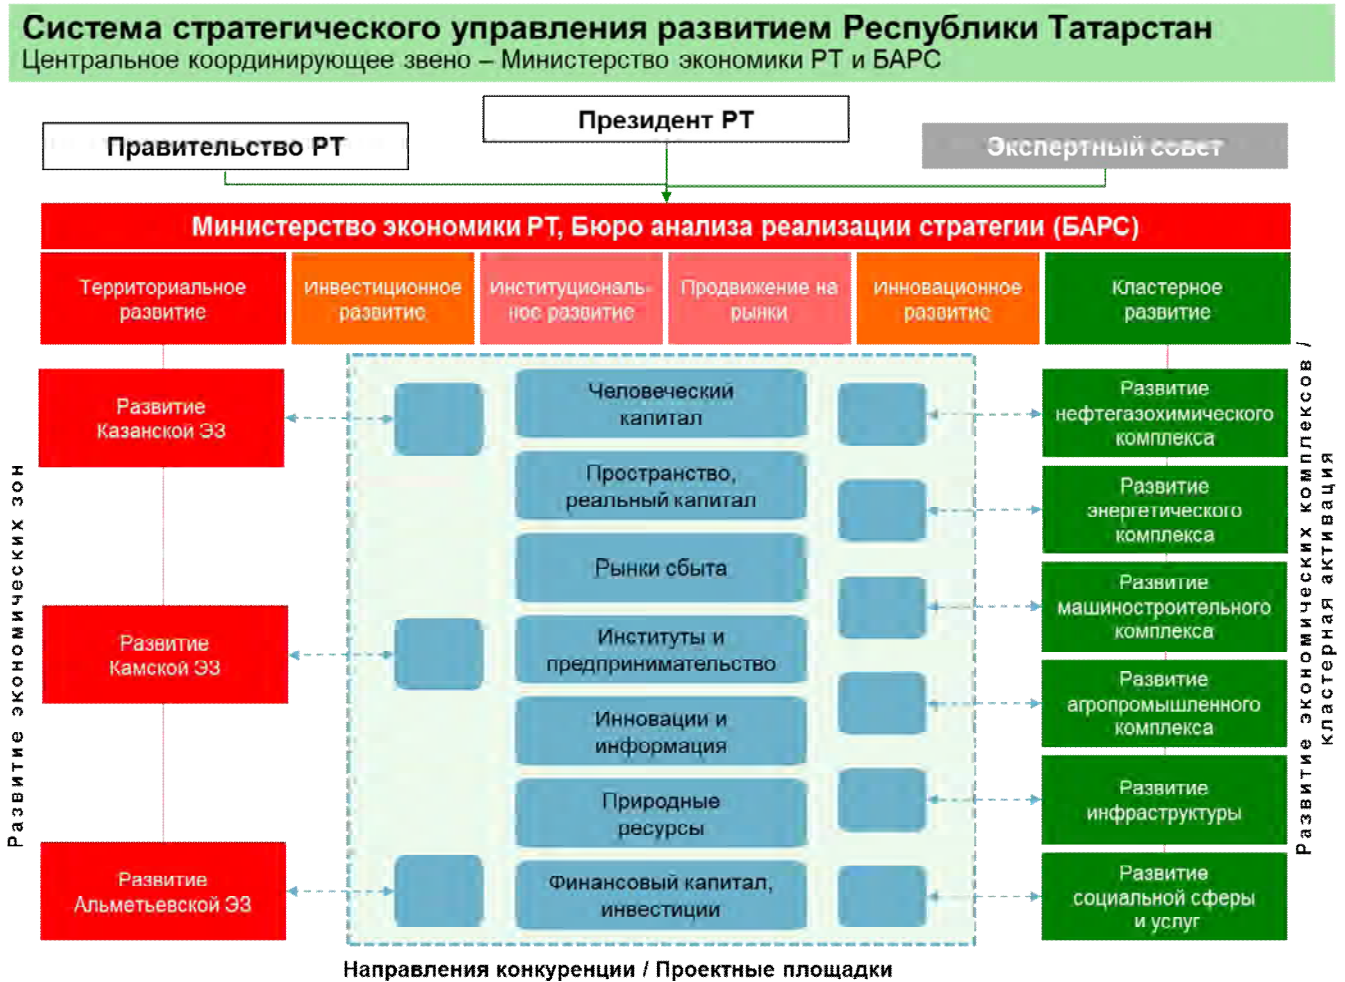 Система стратегического управления развитием Республики Татарстан
Центральное координирующее звено – Министерство экономики РТ и БАРС
Президент РТ
Правительство РТ
Экспертный совет
Министерство экономики РТ, Бюро анализа реализации стратегии (БАРС)
Территориальное
развитие
Инвестиционное
развитие
Институциональ-
ное развитие
Продвижение на
рынки
Инновационное
развитие
Кластерное
развитие
Развитие экономических зон
Развитие
Казанской ЭЗ
Развитие
Камской ЭЗ
Развитие
Альметьевской ЭЗ
Человеческий
капитал
Пространство,
реальный капитал
Рынки сбыта
Институты и
предпринимательство
Инновации и
информация
Природные
ресурсы
Финансовый капитал,
инвестиции
Развитие
нефтегазохимического
комплекса
Развитие
энергетического
комплекса
Развитие
машиностроительного
комплекса
Развитие
агропромышленного
комплекса
Развитие
инфраструктуры
Развитие
социальной сферы
и услуг
Развитие экономических комплексов /
кластерная активация
Направления конкуренции / Проектные площадки